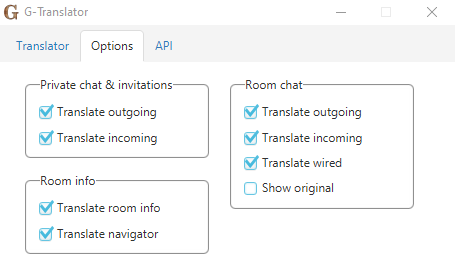 G-Translator
Translator
Options
API
Private chat & invitations
Translate outgoing
Translate incoming
Room info
Translate room info
Translate navigator
Room chat
Translate outgoing
Translate incoming
Translate wired
Show original